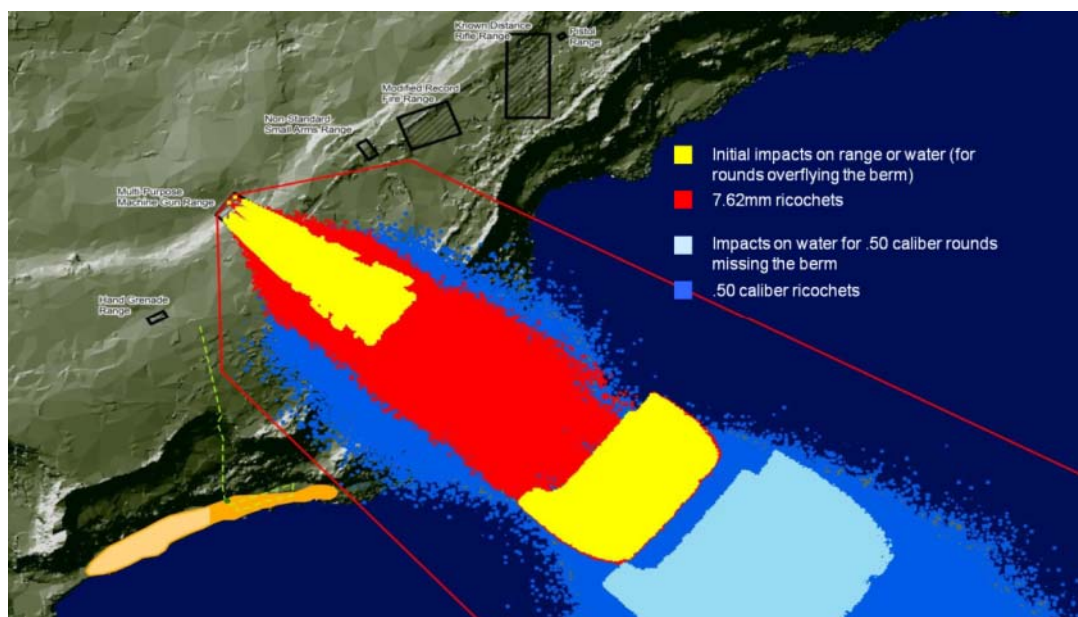 Known Distance
Rifle Range
Pistol
Range
Modified Record
Fire Range
Non-Standard
Small Arms Range
Multi-Purpose
Machine Gun Range
Hand Grenade
Range
Initial impacts on range or water (for
rounds overflying the berm)
7.62mm ricochets
Impacts on water for .50 caliber rounds
missing the berm
.50 caliber ricochets